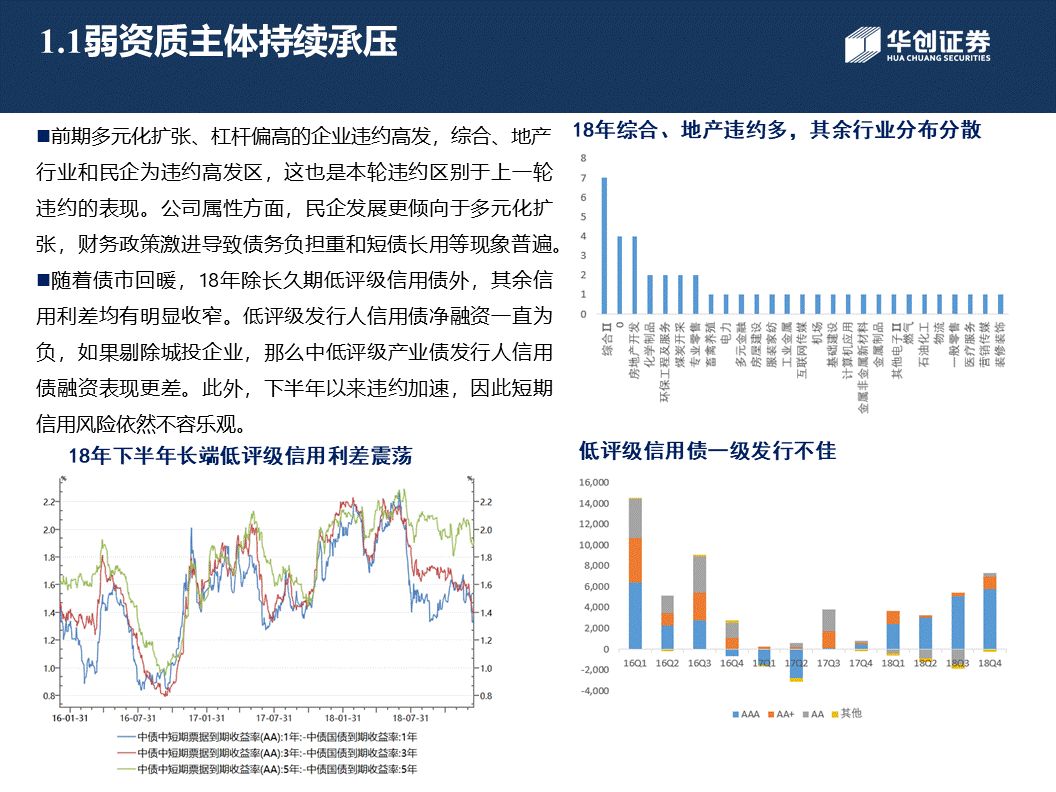 1.1弱资质主体持续承压
华创证券
HUA CHUANG SECURITIES
■前期多元化扩张、杠杆偏高的企业违约高发，综合、地产
行业和民企为违约高发区，这也是本轮违约区别于上一轮
违约的表现。公司属性方面，民企发展更倾向于多元化扩
张，财务政策激进导致债务负担重和短债长用等现象普遍。
■随着债市回暖，18年除长久期低评级信用债外，其余信
用利差均有明显收窄。低评级发行人信用债净融资一直为
负，如果剔除城投企业，那么中低评级产业债发行人信用
债融资表现更差。此外，下半年以来违约加速，因此短期
信用风险依然不容乐观。
18年综合、地产违约多，其余行业分布分散
8
7
6
5
4
3
2
1
0
综合II
0
房地产开发
化学制品
环保工程及服务
煤炭开采
专业零售
畜禽养殖
电力
多元金融
房屋建设
服装家纺
工业金属
互联网传媒
机场
基础建设
计算机应用
金属非金属新材料
金属制品
其他电子II
燃气
石油化工
物流
一般零售
医疗服务
营销传媒
装修装饰
18年下半年长端低评级信用利差震荡
% %
2.2 2.2
2.0 2.0
1.8 1.8
1.6 1.6
1.4 1.4
1.2 1.2
1.0 1.0
0.8 0.8
16-01-31 16-07-31 17-01-31 17-07-31 18-01-31 18-07-31
中债中短期票据到期收益率(AA):1年:-中债国债到期收益率:1年
中债中短期票据到期收益率(AA):3年:-中债国债到期收益率:3年
中债中短期票据到期收益率(AA):5年:-中债国债到期收益率:5年
低评级信用债一级发行不佳
16,000
14,000
12,000
10,000
8,000
6,000
4,000
2,000
0
-2,000
-4,000
16Q1 16Q2 16Q3 16Q4 17Q1 17Q2 17Q3 17Q4 18Q1 18Q2 18Q3 18Q4
AAA AA+ AA 其他